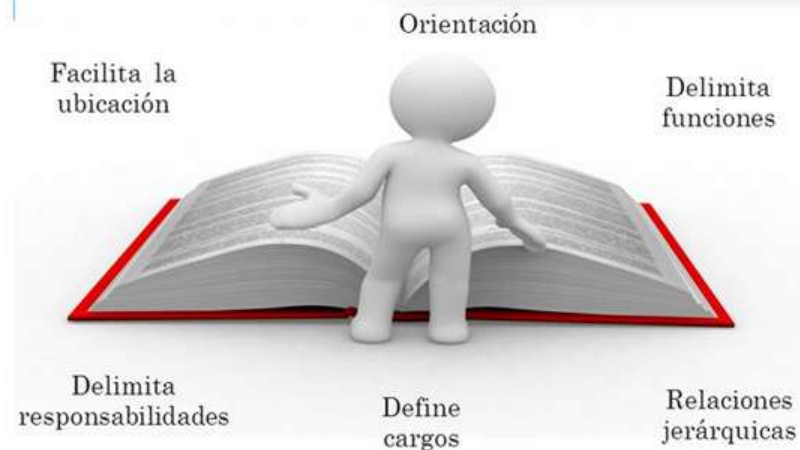 Orientación
Facilita la
ubicación
Delimita
funciones
Delimita
responsabilidades
Define
cargos
Relaciones
jerárquicas